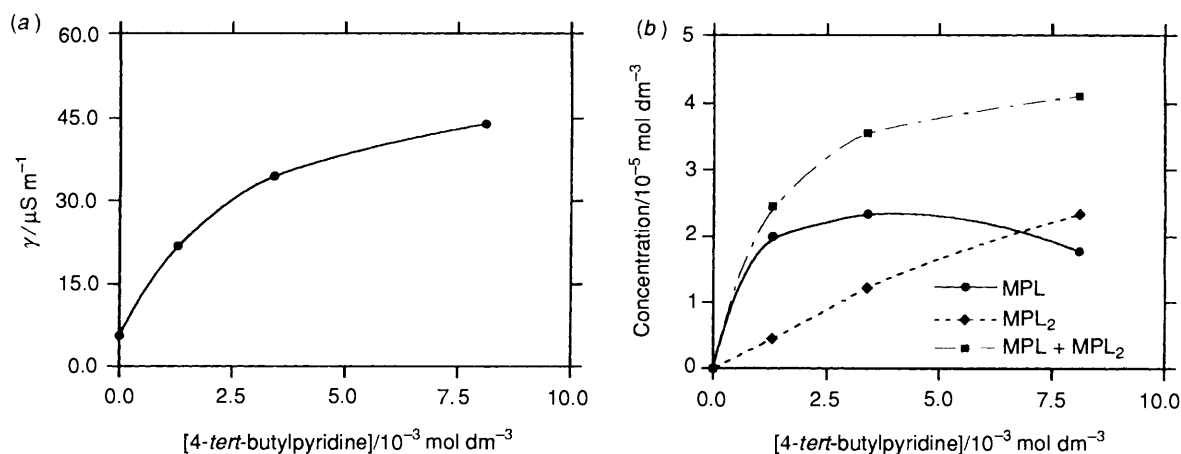 (a)
60.0
45.0
30.0
15.0
0.0
γ/μS m⁻¹
0.0 2.5 5.0 7.5 10.0
[4-tert-butylpyridine]/10⁻³ mol dm⁻³
(b)
5
4
3
2
1
0
Concentration/10⁻⁵ mol dm⁻³
MPL
MPL₂
MPL + MPL₂
0.0 2.5 5.0 7.5 10.0
[4-tert-butylpyridine]/10⁻³ mol dm⁻³